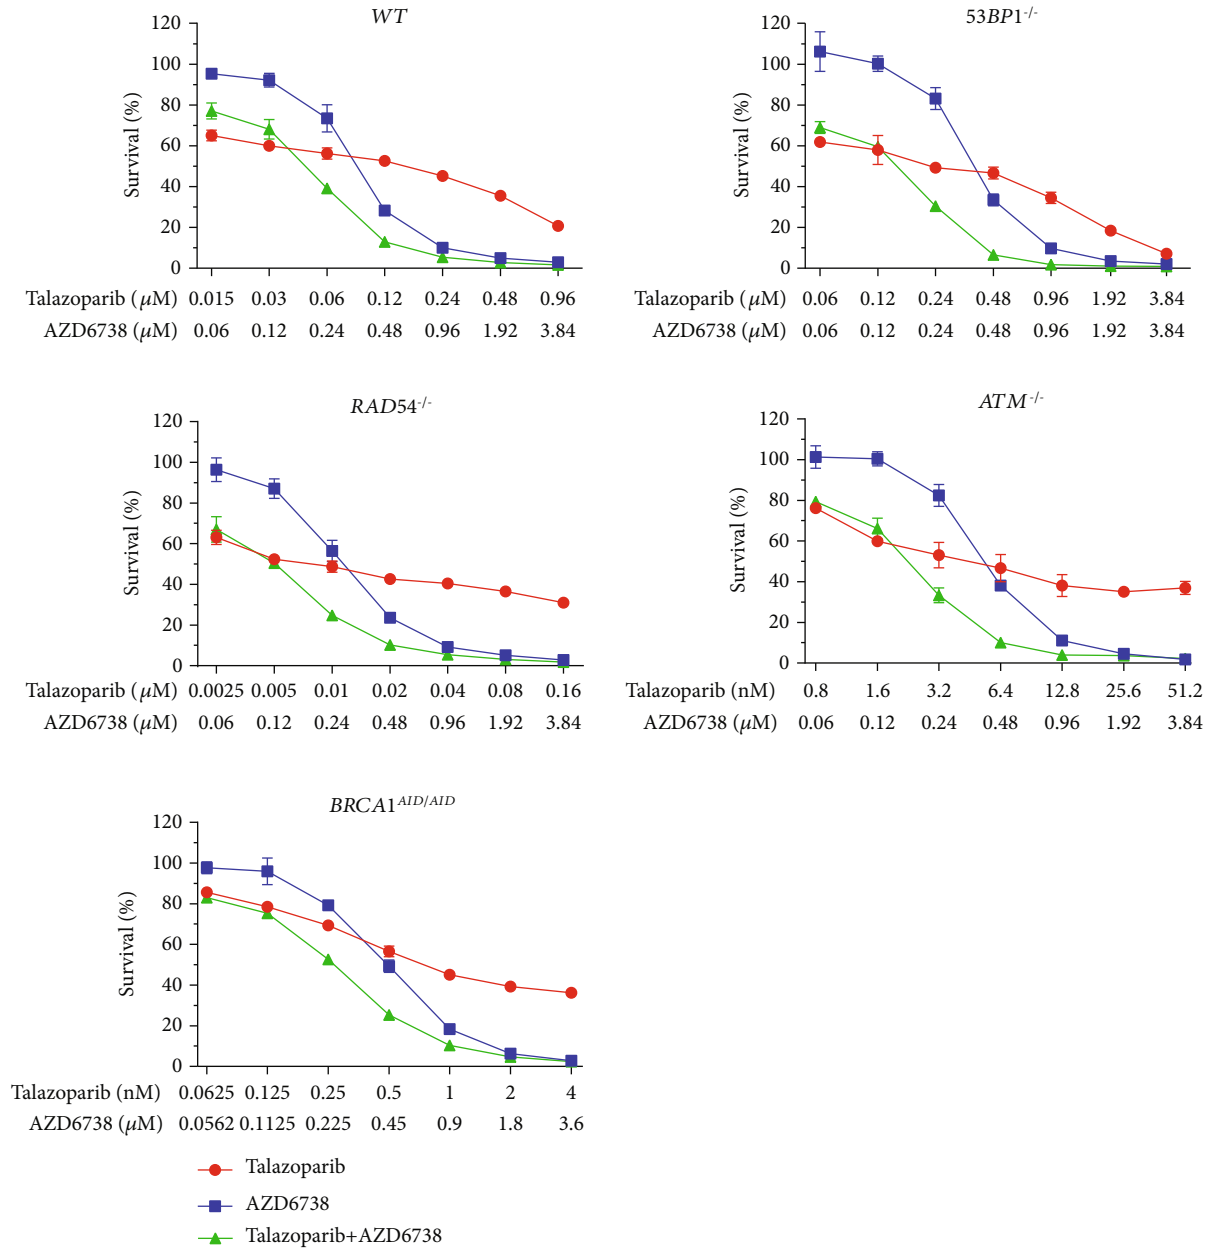 WT
120
100
80
60
40
20
0
Survival (%)
Talazoparib (μM) 0.015 0.03 0.06 0.12 0.24 0.48 0.96
AZD6738 (μM) 0.06 0.12 0.24 0.48 0.96 1.92 3.84
53BP1-/-
120
100
80
60
40
20
0
Survival (%)
Talazoparib (μM) 0.06 0.12 0.24 0.48 0.96 1.92 3.84
AZD6738 (μM) 0.06 0.12 0.24 0.48 0.96 1.92 3.84
RAD54-/-
120
100
80
60
40
20
0
Survival (%)
Talazoparib (μM) 0.0025 0.005 0.01 0.02 0.04 0.08 0.16
AZD6738 (μM) 0.06 0.12 0.24 0.48 0.96 1.92 3.84
ATM-/-
120
100
80
60
40
20
0
Survival (%)
Talazoparib (nM) 0.8 1.6 3.2 6.4 12.8 25.6 51.2
AZD6738 (μM) 0.06 0.12 0.24 0.48 0.96 1.92 3.84
BRCA1AID/AID
120
100
80
60
40
20
0
Survival (%)
Talazoparib (nM) 0.0625 0.125 0.25 0.5 1 2 4
AZD6738 (μM) 0.0562 0.1125 0.225 0.45 0.9 1.8 3.6
Talazoparib
AZD6738
Talazoparib+AZD6738